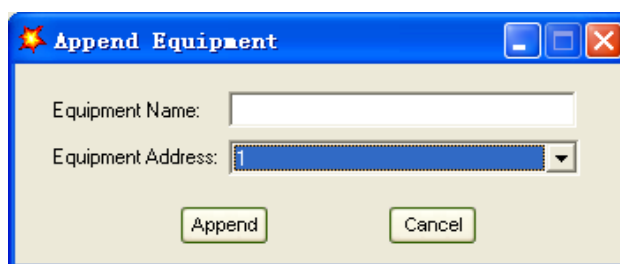 Append Equipment
Equipment Name:
Equipment Address: 1
Append Cancel